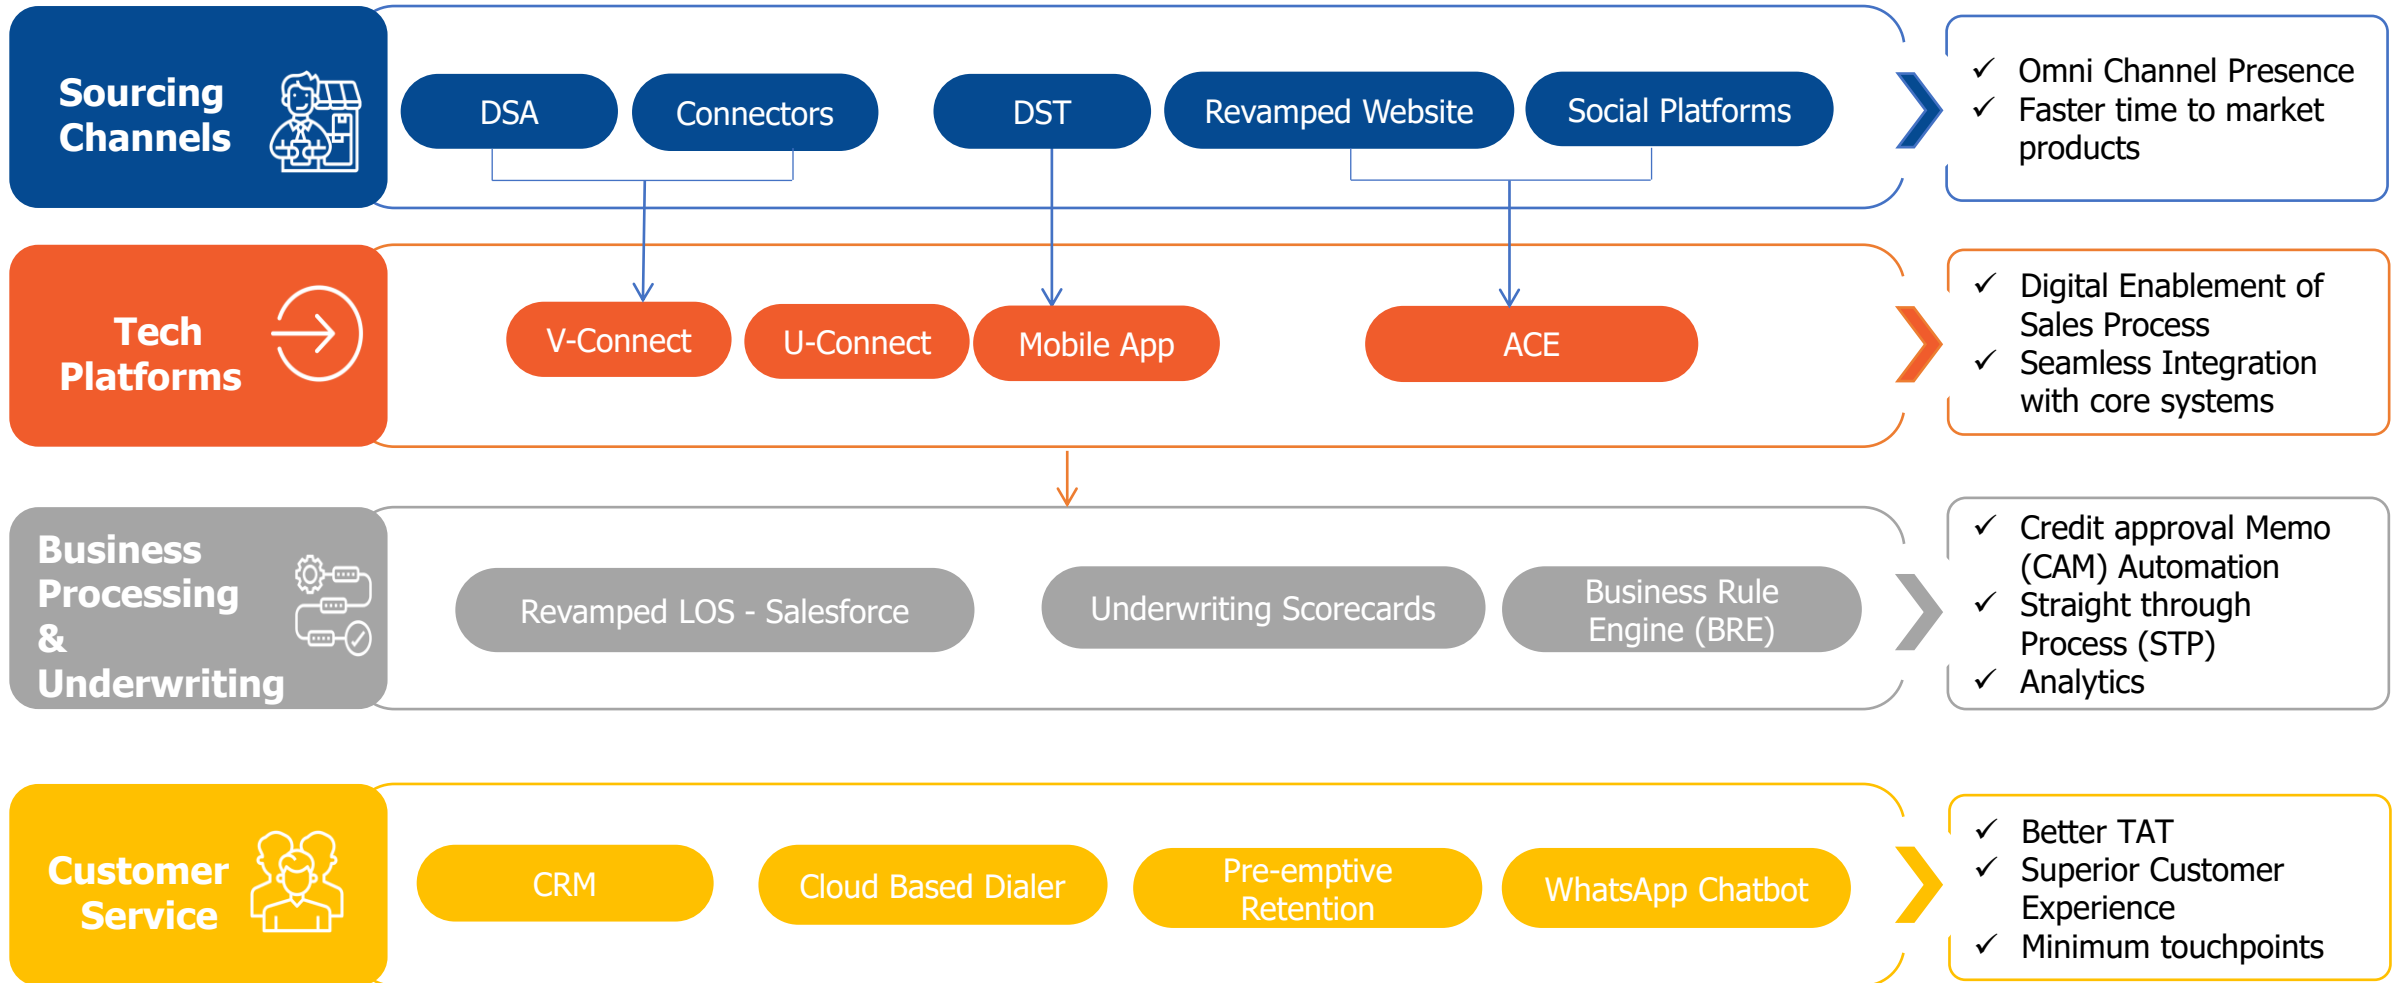 Sourcing
Channels
DSA
Connectors
DST
Revamped Website
Social Platforms
✓ Omni Channel Presence
✓ Faster time to market
products
Tech
Platforms
V-Connect
U-Connect
Mobile App
ACE
✓ Digital Enablement of
Sales Process
✓ Seamless Integration
with core systems
Business
Processing
&
Underwriting
Revamped LOS - Salesforce
Underwriting Scorecards
Business Rule
Engine (BRE)
✓ Credit approval Memo
(CAM) Automation
✓ Straight through
Process (STP)
✓ Analytics
Customer
Service
CRM
Cloud Based Dialer
Pre-emptive
Retention
WhatsApp Chatbot
✓ Better TAT
✓ Superior Customer
Experience
✓ Minimum touchpoints